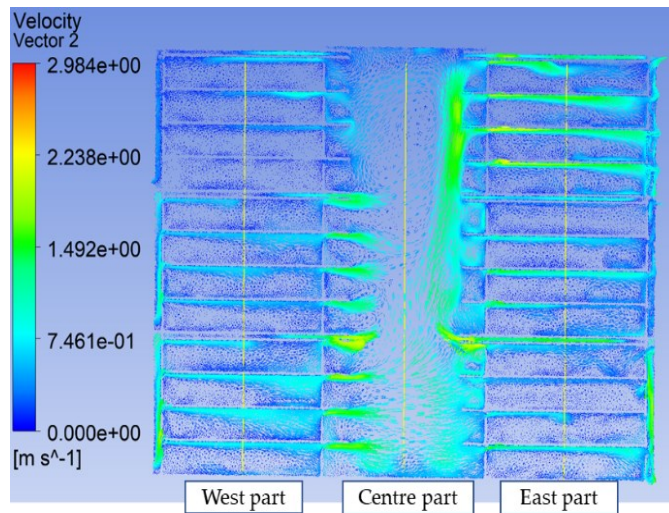 Velocity
Vector 2
2.984e+00
2.238e+00
1.492e+00
7.461e-01
0.000e+00
[m s^-1]
West part
Centre part
East part